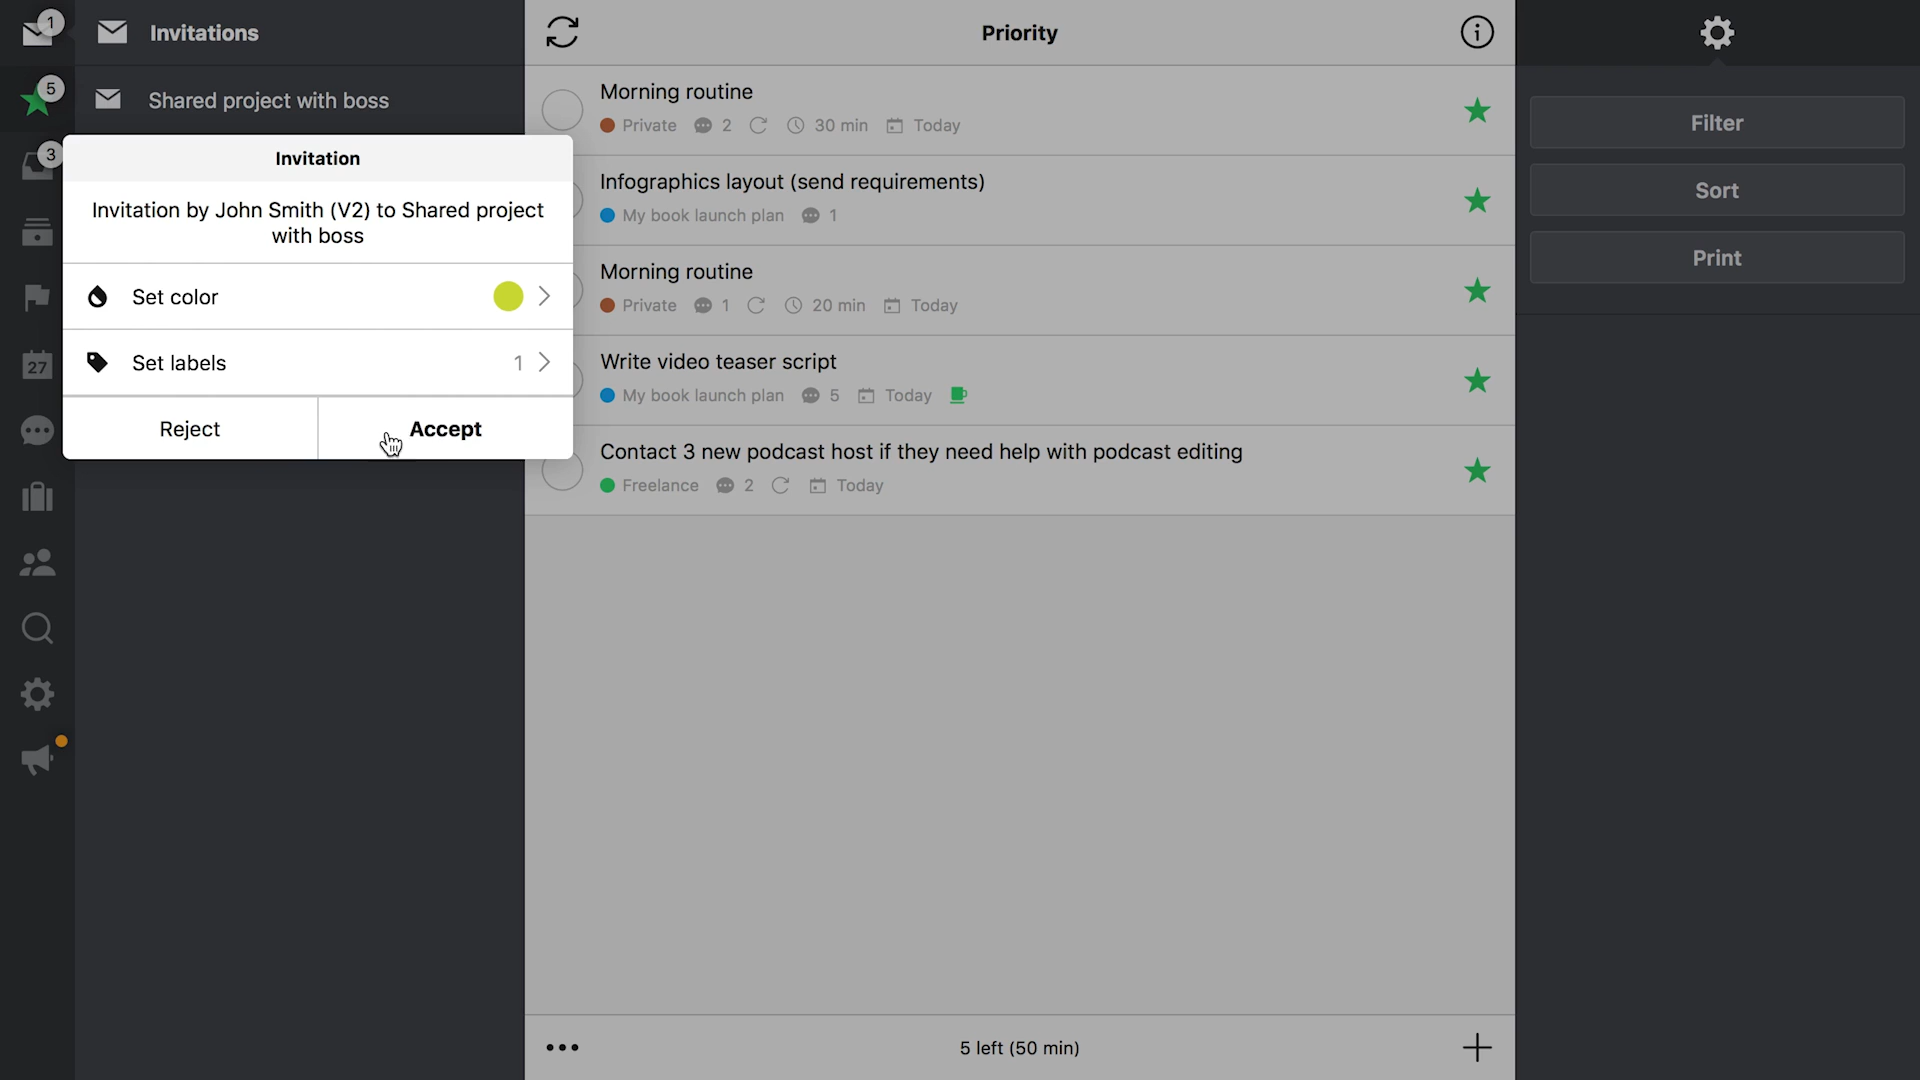 1
Invitations
Priority
5
Shared project with boss
3
27
Invitation
Invitation by John Smith (V2) to Shared project
with boss
Set color
Set labels 1
Reject
Accept
Morning routine
Private 2 30 min Today
Infographics layout (send requirements)
My book launch plan 1
Morning routine
Private 1 20 min Today
Write video teaser script
My book launch plan 5 Today
Contact 3 new podcast host if they need help with podcast editing
Freelance 2 Today
5 left (50 min)
Filter
Sort
Print